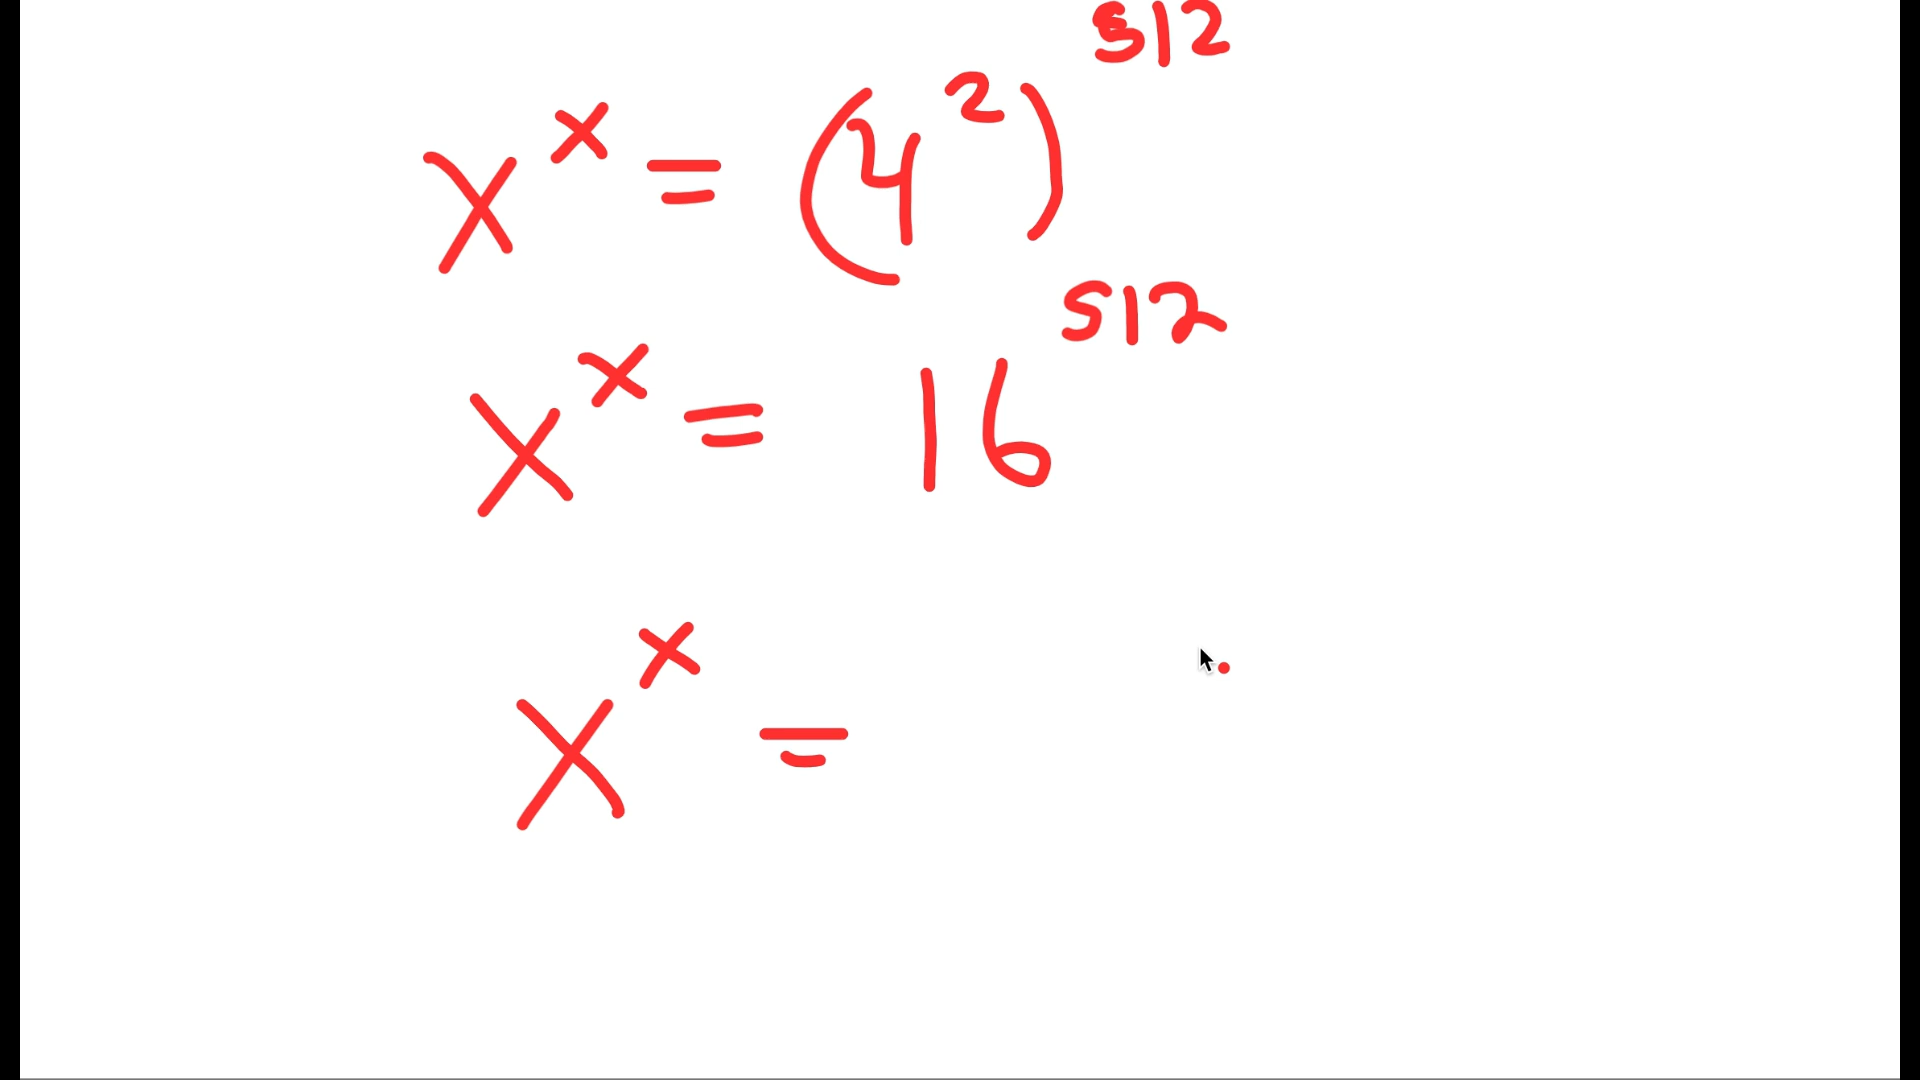 x^x = (4^2)^512
x^x = 16^512
x^x =